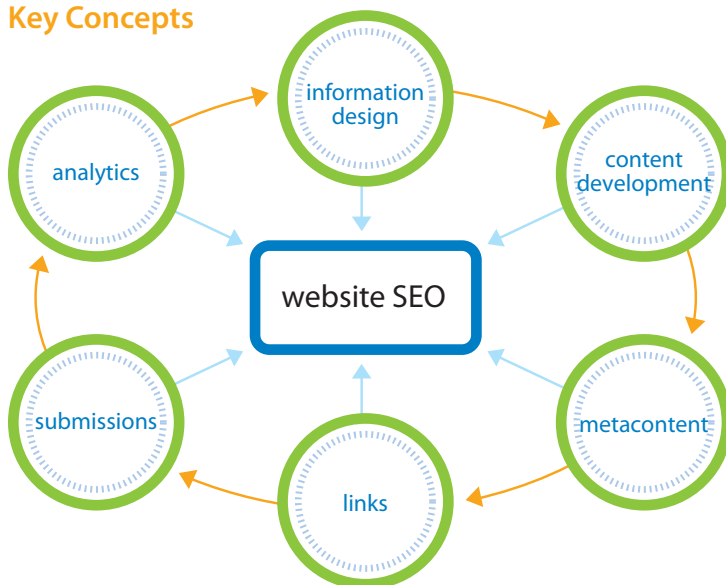 Key Concepts
information
design
analytics
content
development
website SEO
submissions
metacontent
links